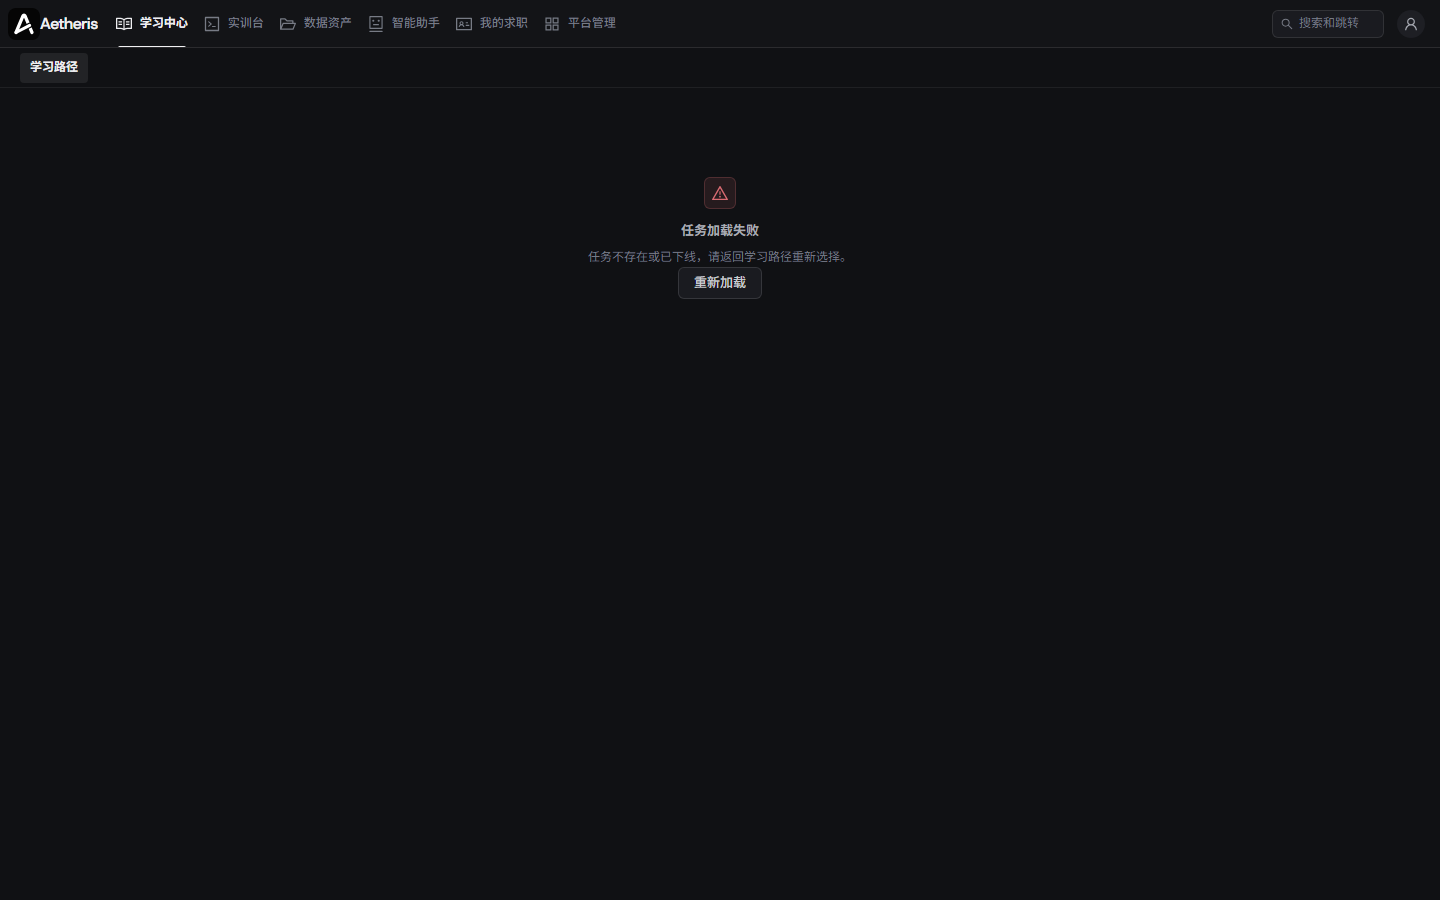 Aetheris 学习中心 实训台 数据资产 智能助手 我的求职 平台管理 搜索和跳转
学习路径
任务加载失败
任务不存在或已下线，请返回学习路径重新选择。
重新加载